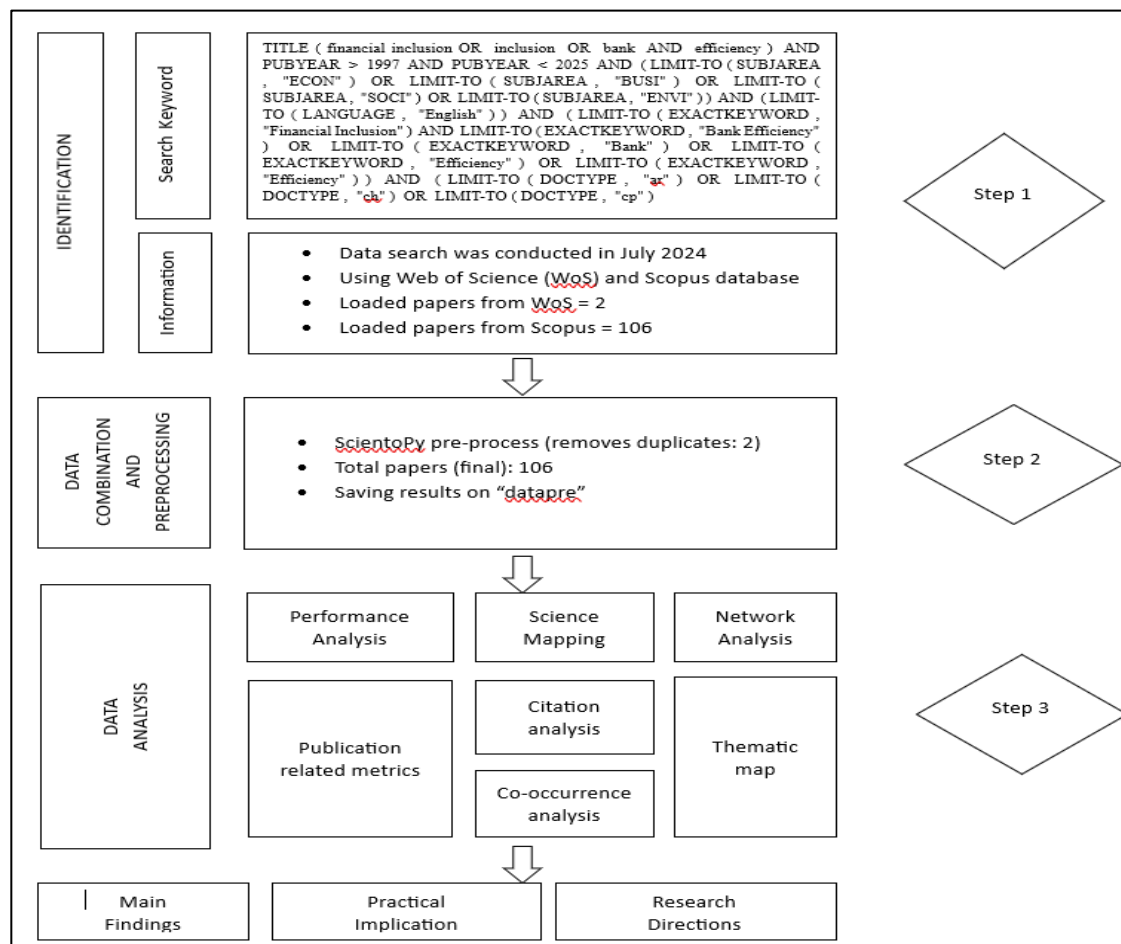 IDENTIFICATION
Search Keyword
TITLE ( financial inclusion OR inclusion OR bank AND efficiency ) AND
PUBYEAR > 1997 AND PUBYEAR < 2025 AND ( LIMIT-TO ( SUBJAREA
, "ECON" ) OR LIMIT-TO ( SUBJAREA , "BUSI" ) OR LIMIT-TO (
SUBJAREA , "SOCI" ) OR LIMIT-TO ( SUBJAREA , "ENVI" ) ) AND ( LIMIT-
TO ( LANGUAGE , "English" ) ) AND ( LIMIT-TO ( EXACTKEYWORD ,
"Financial Inclusion" ) AND LIMIT-TO ( EXACTKEYWORD , "Bank Efficiency"
) OR LIMIT-TO ( EXACTKEYWORD , "Bank" ) OR LIMIT-TO (
EXACTKEYWORD , "Efficiency" ) OR LIMIT-TO ( EXACTKEYWORD ,
"Efficiency" ) ) AND ( LIMIT-TO ( DOCTYPE , "ar" ) OR LIMIT-TO (
DOCTYPE , "ch" ) OR LIMIT-TO ( DOCTYPE , "cp" )
Step 1
Information
• Data search was conducted in July 2024
• Using Web of Science (WoS) and Scopus database
• Loaded papers from WoS = 2
• Loaded papers from Scopus = 106
DATA
COMBINATION
AND
PREPROCESSING
• ScientoPy pre-process (removes duplicates: 2)
• Total papers (final): 106
• Saving results on “datapre”
Step 2
DATA
ANALYSIS
Performance
Analysis
Science
Mapping
Network
Analysis
Publication
related metrics
Citation
analysis
Co-occurrence
analysis
Thematic
map
Step 3
Main
Findings
Practical
Implication
Research
Directions